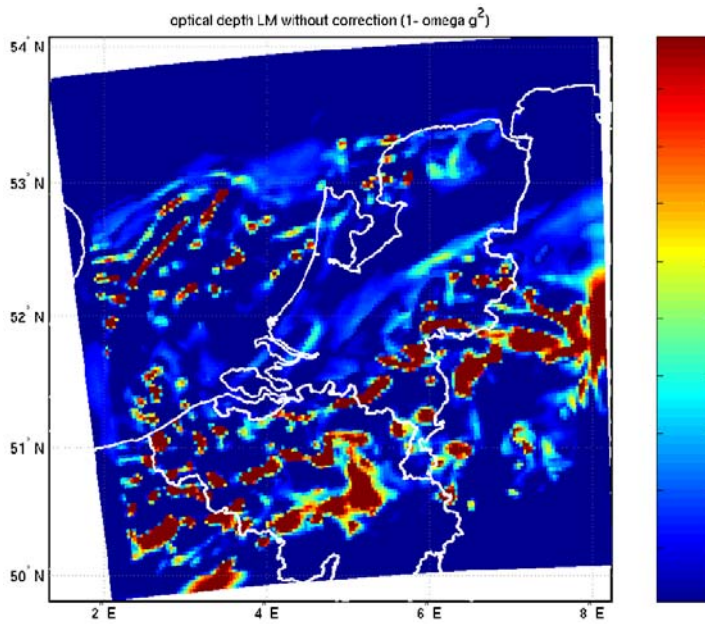 optical depth LM without correction (1- omega g²)
54° N
53° N
52° N
51° N
50° N
2° E
4° E
6° E
8° E